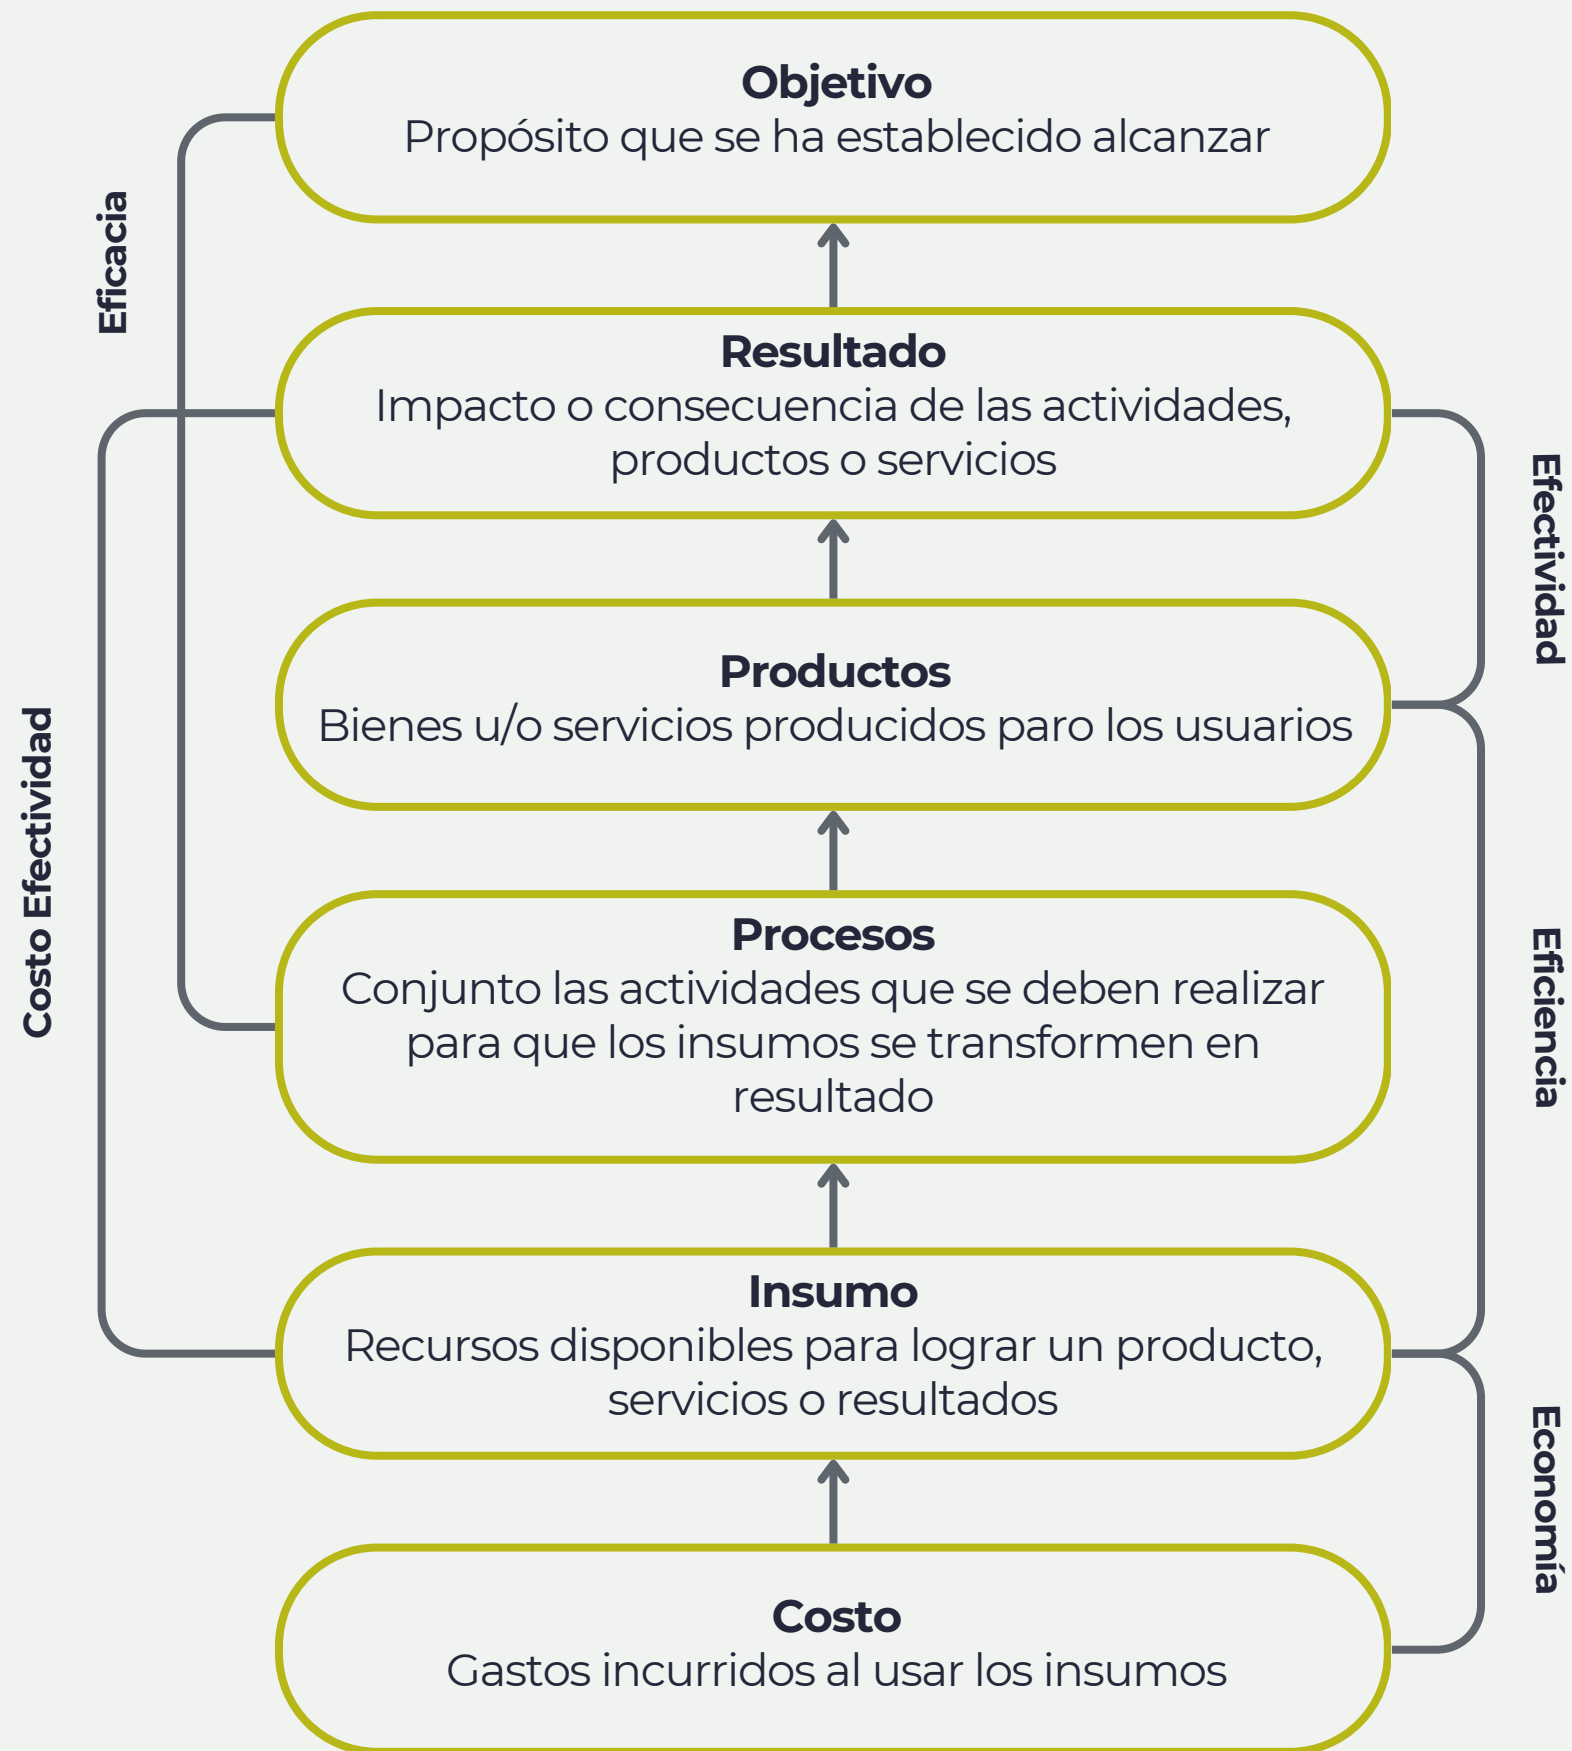 Objetivo
Propósito que se ha establecido alcanzar
Eficacia
Resultado
Impacto o consecuencia de las actividades,
productos o servicios
Efectividad
Productos
Bienes u/o servicios producidos paro los usuarios
Costo Efectividad
Procesos
Conjunto las actividades que se deben realizar
para que los insumos se transformen en
resultado
Eficiencia
Insumo
Recursos disponibles para lograr un producto,
servicios o resultados
Economía
Costo
Gastos incurridos al usar los insumos